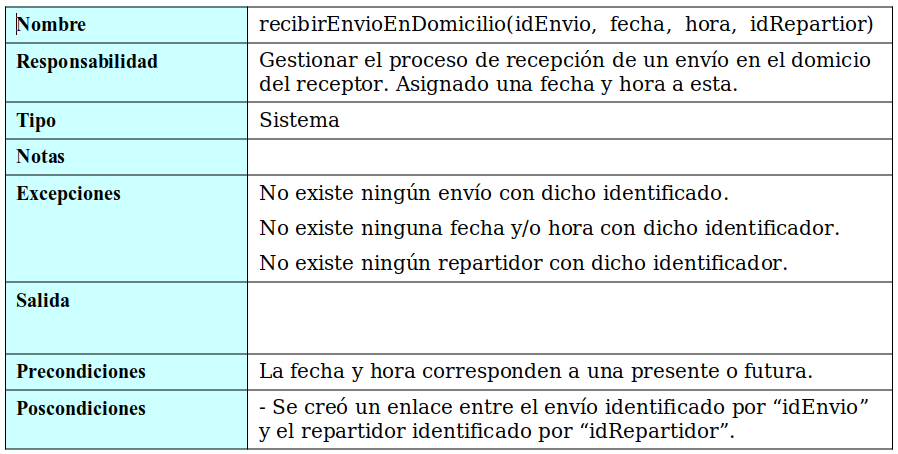 Nombre
recibirEnvioEnDomicilio(idEnvio, fecha, hora, idRepartior)
Responsabilidad
Gestionar el proceso de recepción de un envío en el domicio
del receptor. Asignado una fecha y hora a esta.
Tipo
Sistema
Notas
Excepciones
No existe ningún envío con dicho identificado.
No existe ninguna fecha y/o hora con dicho identificador.
No existe ningún repartidor con dicho identificador.
Salida
Precondiciones
La fecha y hora corresponden a una presente o futura.
Poscondiciones
- Se creó un enlace entre el envío identificado por “idEnvio”
y el repartidor identificado por “idRepartidor”.